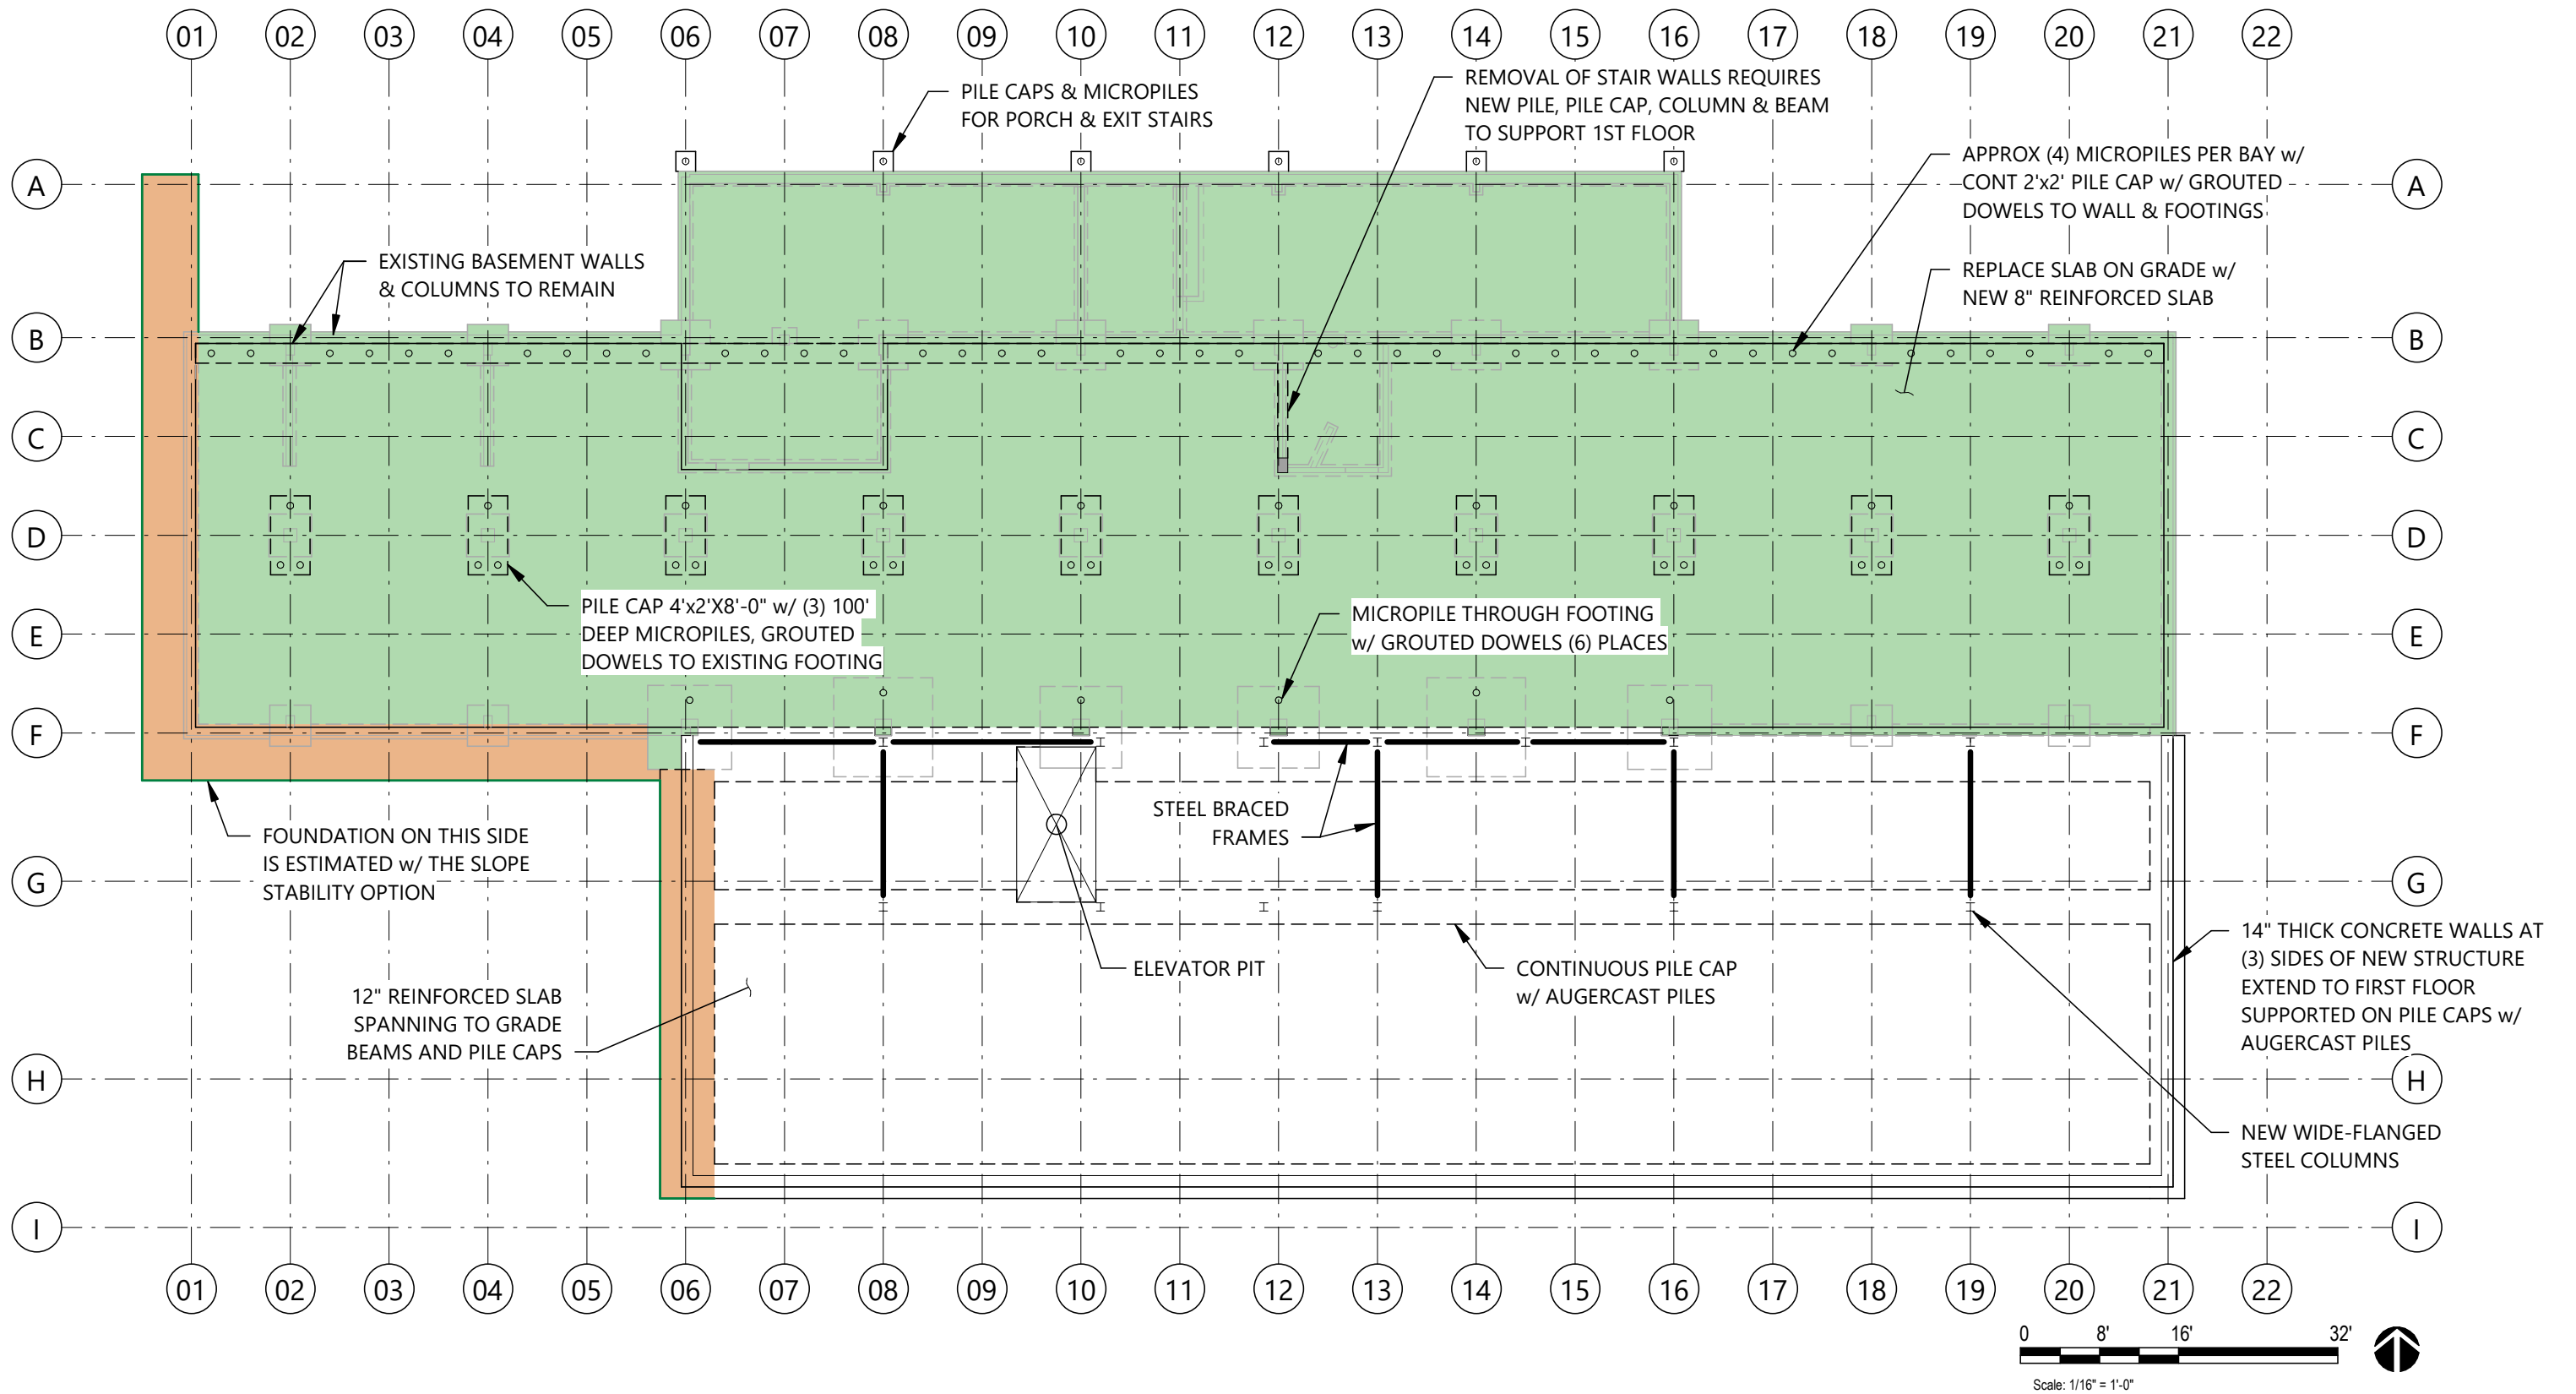 01 02 03 04 05 06 07 08 09 10 11 12 13 14 15 16 17 18 19 20 21 22
PILE CAPS & MICROPILES
FOR PORCH & EXIT STAIRS
REMOVAL OF STAIR WALLS REQUIRES
NEW PILE, PILE CAP, COLUMN & BEAM
TO SUPPORT 1ST FLOOR
APPROX (4) MICROPILES PER BAY w/
CONT 2'x2' PILE CAP w/ GROUTED
DOWELS TO WALL & FOOTINGS
A A
EXISTING BASEMENT WALLS
& COLUMNS TO REMAIN
REPLACE SLAB ON GRADE w/
NEW 8" REINFORCED SLAB
B B
C C
D D
PILE CAP 4'x2'X8'-0" w/ (3) 100'
DEEP MICROPILES, GROUTED
DOWELS TO EXISTING FOOTING
MICROPILE THROUGH FOOTING
w/ GROUTED DOWELS (6) PLACES
E E
F F
STEEL BRACED
FRAMES
FOUNDATION ON THIS SIDE
IS ESTIMATED w/ THE SLOPE
STABILITY OPTION
G G
14" THICK CONCRETE WALLS AT
(3) SIDES OF NEW STRUCTURE
EXTEND TO FIRST FLOOR
SUPPORTED ON PILE CAPS w/
AUGERCAST PILES
ELEVATOR PIT
CONTINUOUS PILE CAP
w/ AUGERCAST PILES
12" REINFORCED SLAB
SPANNING TO GRADE
BEAMS AND PILE CAPS
H H
NEW WIDE-FLANGED
STEEL COLUMNS
I I
01 02 03 04 05 06 07 08 09 10 11 12 13 14 15 16 17 18 19 20 21 22
0 8' 16' 32'
Scale: 1/16" = 1'-0"